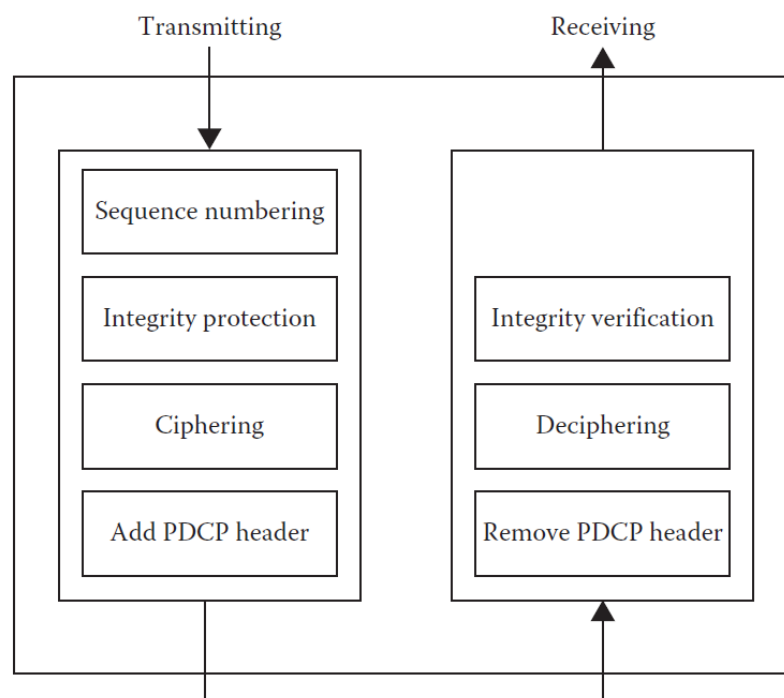 Transmitting
Receiving
Sequence numbering
Integrity protection
Integrity verification
Ciphering
Deciphering
Add PDCP header
Remove PDCP header